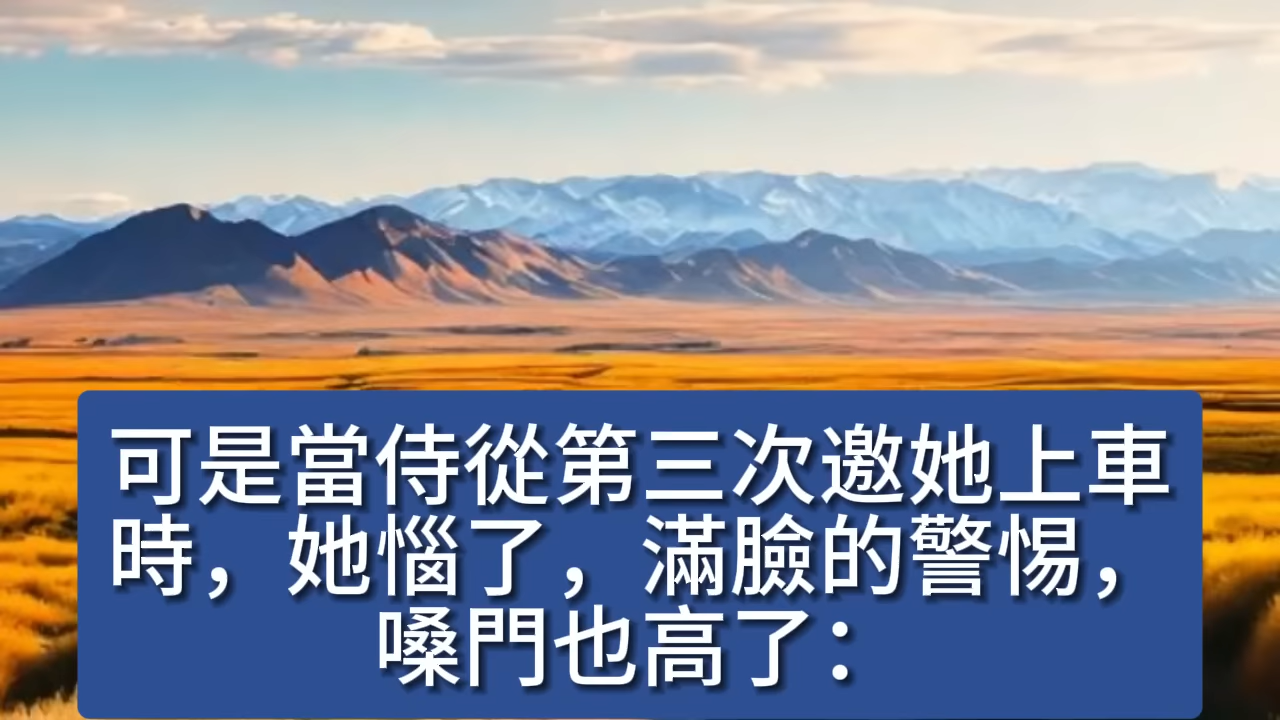 可是當侍從第三次邀她上車
時，她惱了，滿臉的警惕，
嗓門也高了：